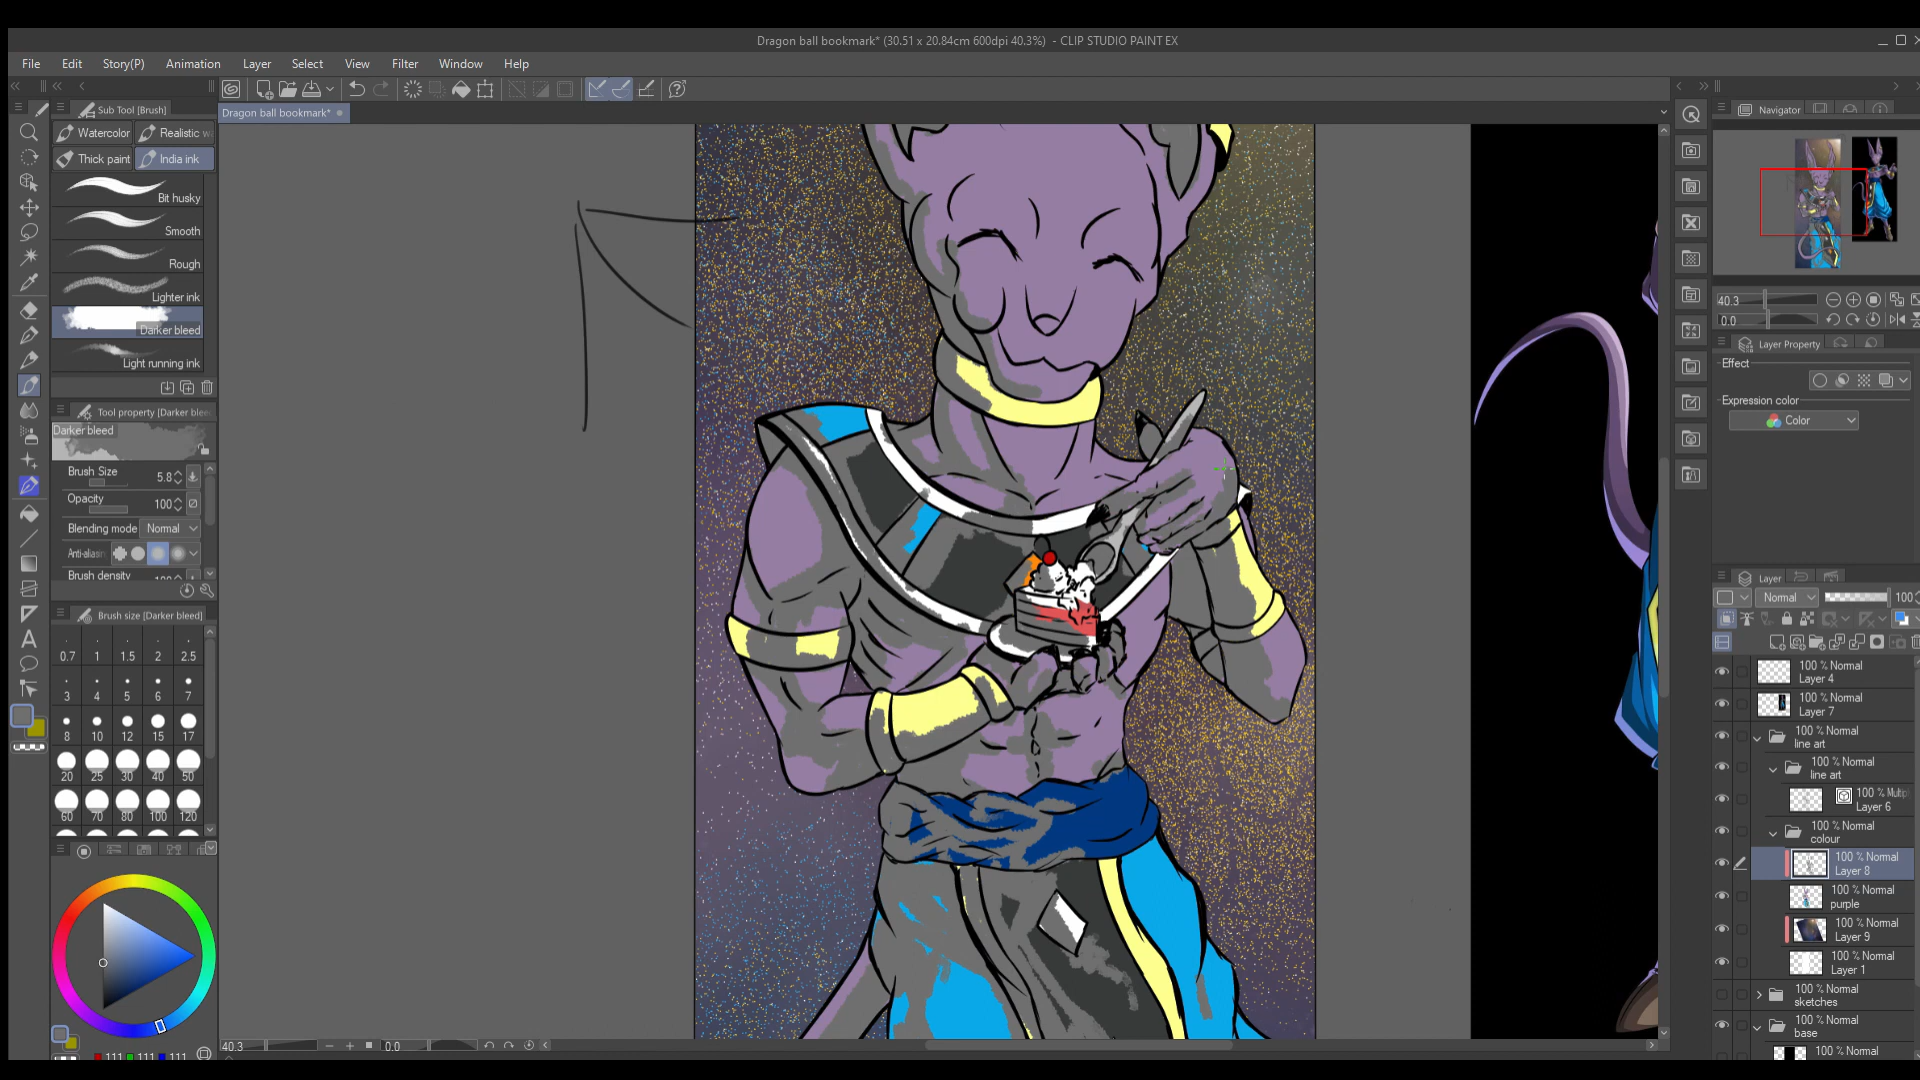 Dragon ball bookmark* (30.51 x 20.84cm 600dpi 40.3%) - CLIP STUDIO PAINT EX
File Edit Story(P) Animation Layer Select View Filter Window Help
Sub Tool [Brush]
Dragon ball bookmark*
Navigator
Watercolor Realistic w
Thick paint India ink
Bit husky
Smooth
Rough
Lighter ink
Darker bleed
Light running ink
Tool property [Darker blee
Darker bleed
Brush Size 5.8
Opacity 100
Blending mode Normal
Anti-aliasin
Brush density
Brush size [Darker bleed]
0.7 1 1.5 2 2.5
3 4 5 6 7
8 10 12 15 17
20 25 30 40 50
60 70 80 100 120
111 111 111
40.3 0.0
40.3
0.0
Layer Property
Effect
Expression color
Color
Layer
Normal 100
100 % Normal
Layer 4
100 % Normal
Layer 7
100 % Normal
line art
100 % Normal
line art
100 % Multip
Layer 6
100 % Normal
colour
100 % Normal
Layer 8
100 % Normal
purple
100 % Normal
Layer 9
100 % Normal
Layer 1
100 % Normal
sketches
100 % Normal
base
100 % Normal